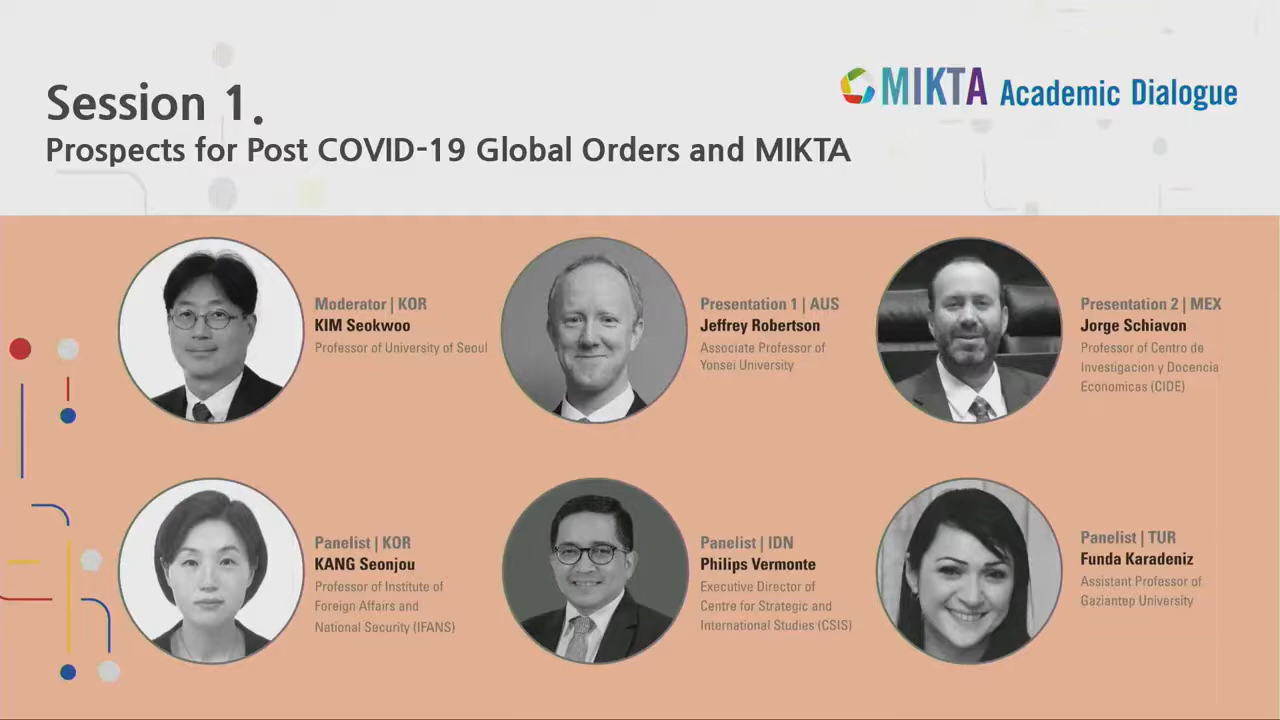 Session 1.
Prospects for Post COVID-19 Global Orders and MIKTA
MIKTA Academic Dialogue
Moderator | KOR
KIM Seokwoo
Professor of University of Seoul
Presentation 1 | AUS
Jeffrey Robertson
Associate Professor of
Yonsei University
Presentation 2 | MEX
Jorge Schiavon
Professor of Centro de
Investigacion y Docencia
Economicas (CIDE)
Panelist | KOR
KANG Seonjou
Professor of Institute of
Foreign Affairs and
National Security (IFANS)
Panelist | IDN
Philips Vermonte
Executive Director of
Centre for Strategic and
International Studies (CSIS)
Panelist | TUR
Funda Karadeniz
Assistant Professor of
Gaziantep University